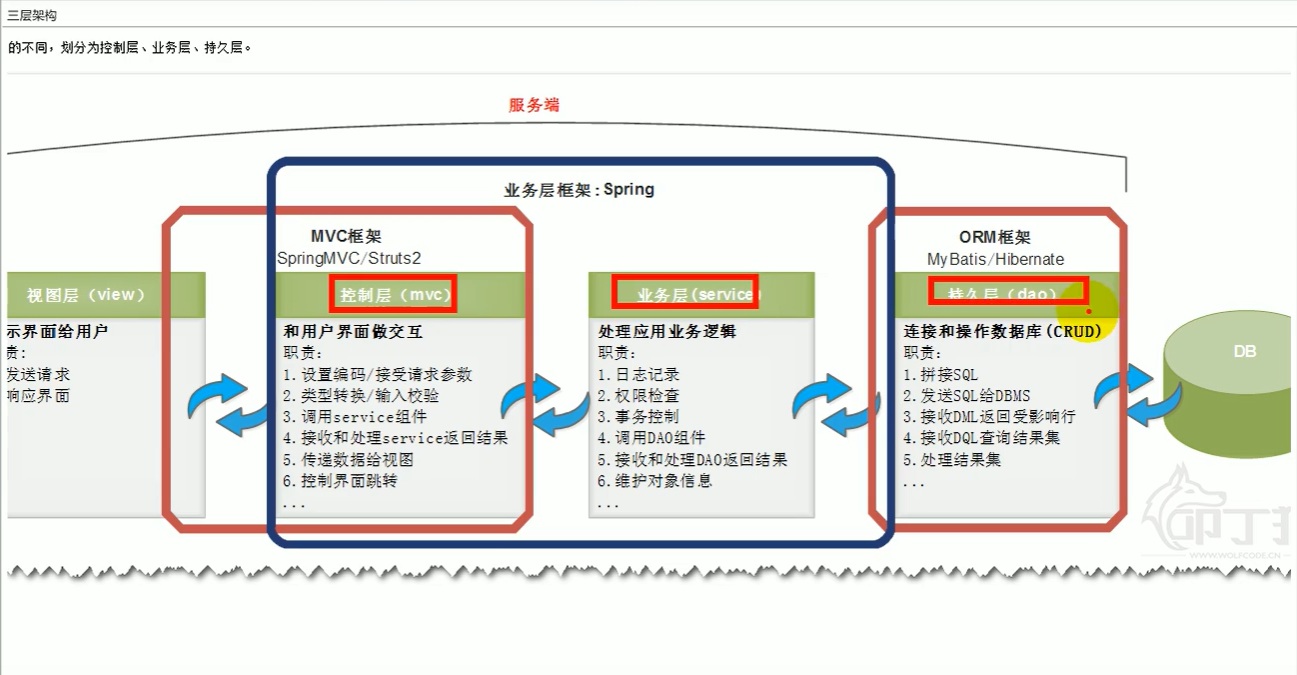 三层架构
的不同，划分为控制层、业务层、持久层。
服务端
业务层框架：Spring
MVC框架
SpringMVC/Struts2
ORM框架
MyBatis/Hibernate
视图层（view）
示界面给用户
责：
发送请求
响应界面
控制层（mvc）
和用户界面做交互
职责：
1.设置编码/接受请求参数
2.类型转换/输入校验
3.调用service组件
4.接收和处理service返回结果
5.传递数据给视图
6.控制界面跳转
...
业务层(service)
处理应用业务逻辑
职责：
1.日志记录
2.权限检查
3.事务控制
4.调用DAO组件
5.接收和处理DAO返回结果
6.维护对象信息
...
持久层（dao）
连接和操作数据库(CRUD)
职责：
1.拼接SQL
2.发送SQL给DBMS
3.接收DML返回受影响行
4.接收DQL查询结果集
5.处理结果集
...
DB
WWW.WOLFCODE.CN